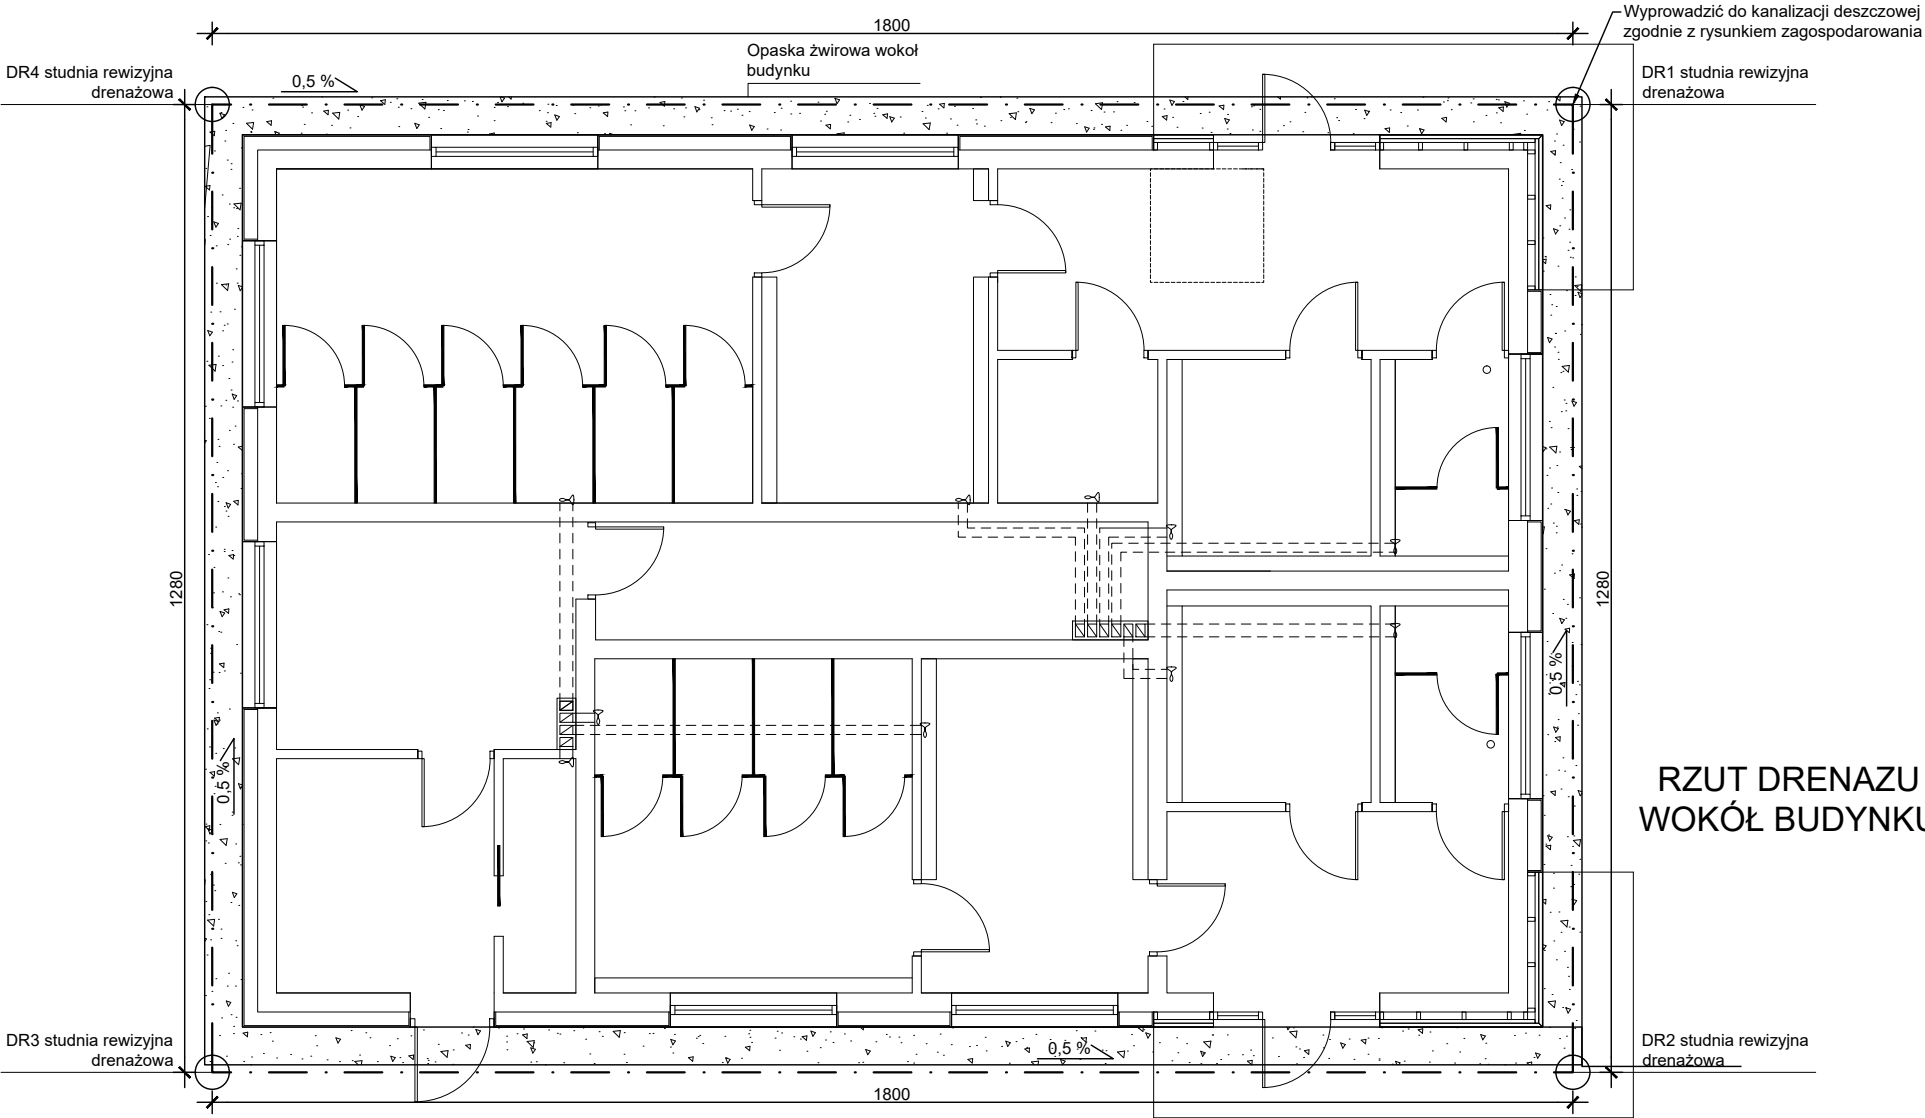 1800
Wyprowadzić do kanalizacji deszczowej
zgodnie z rysunkiem zagospodarowania
Opaska żwirowa wokoł
budynku
DR4 studnia rewizyjna
drenażowa
0,5 %
DR1 studnia rewizyjna
drenażowa
1280
1280
0,5 %
0,5 %
RZUT DRENAZU
WOKÓŁ BUDYNKU
DR3 studnia rewizyjna
drenażowa
0,5 %
DR2 studnia rewizyjna
drenażowa
1800